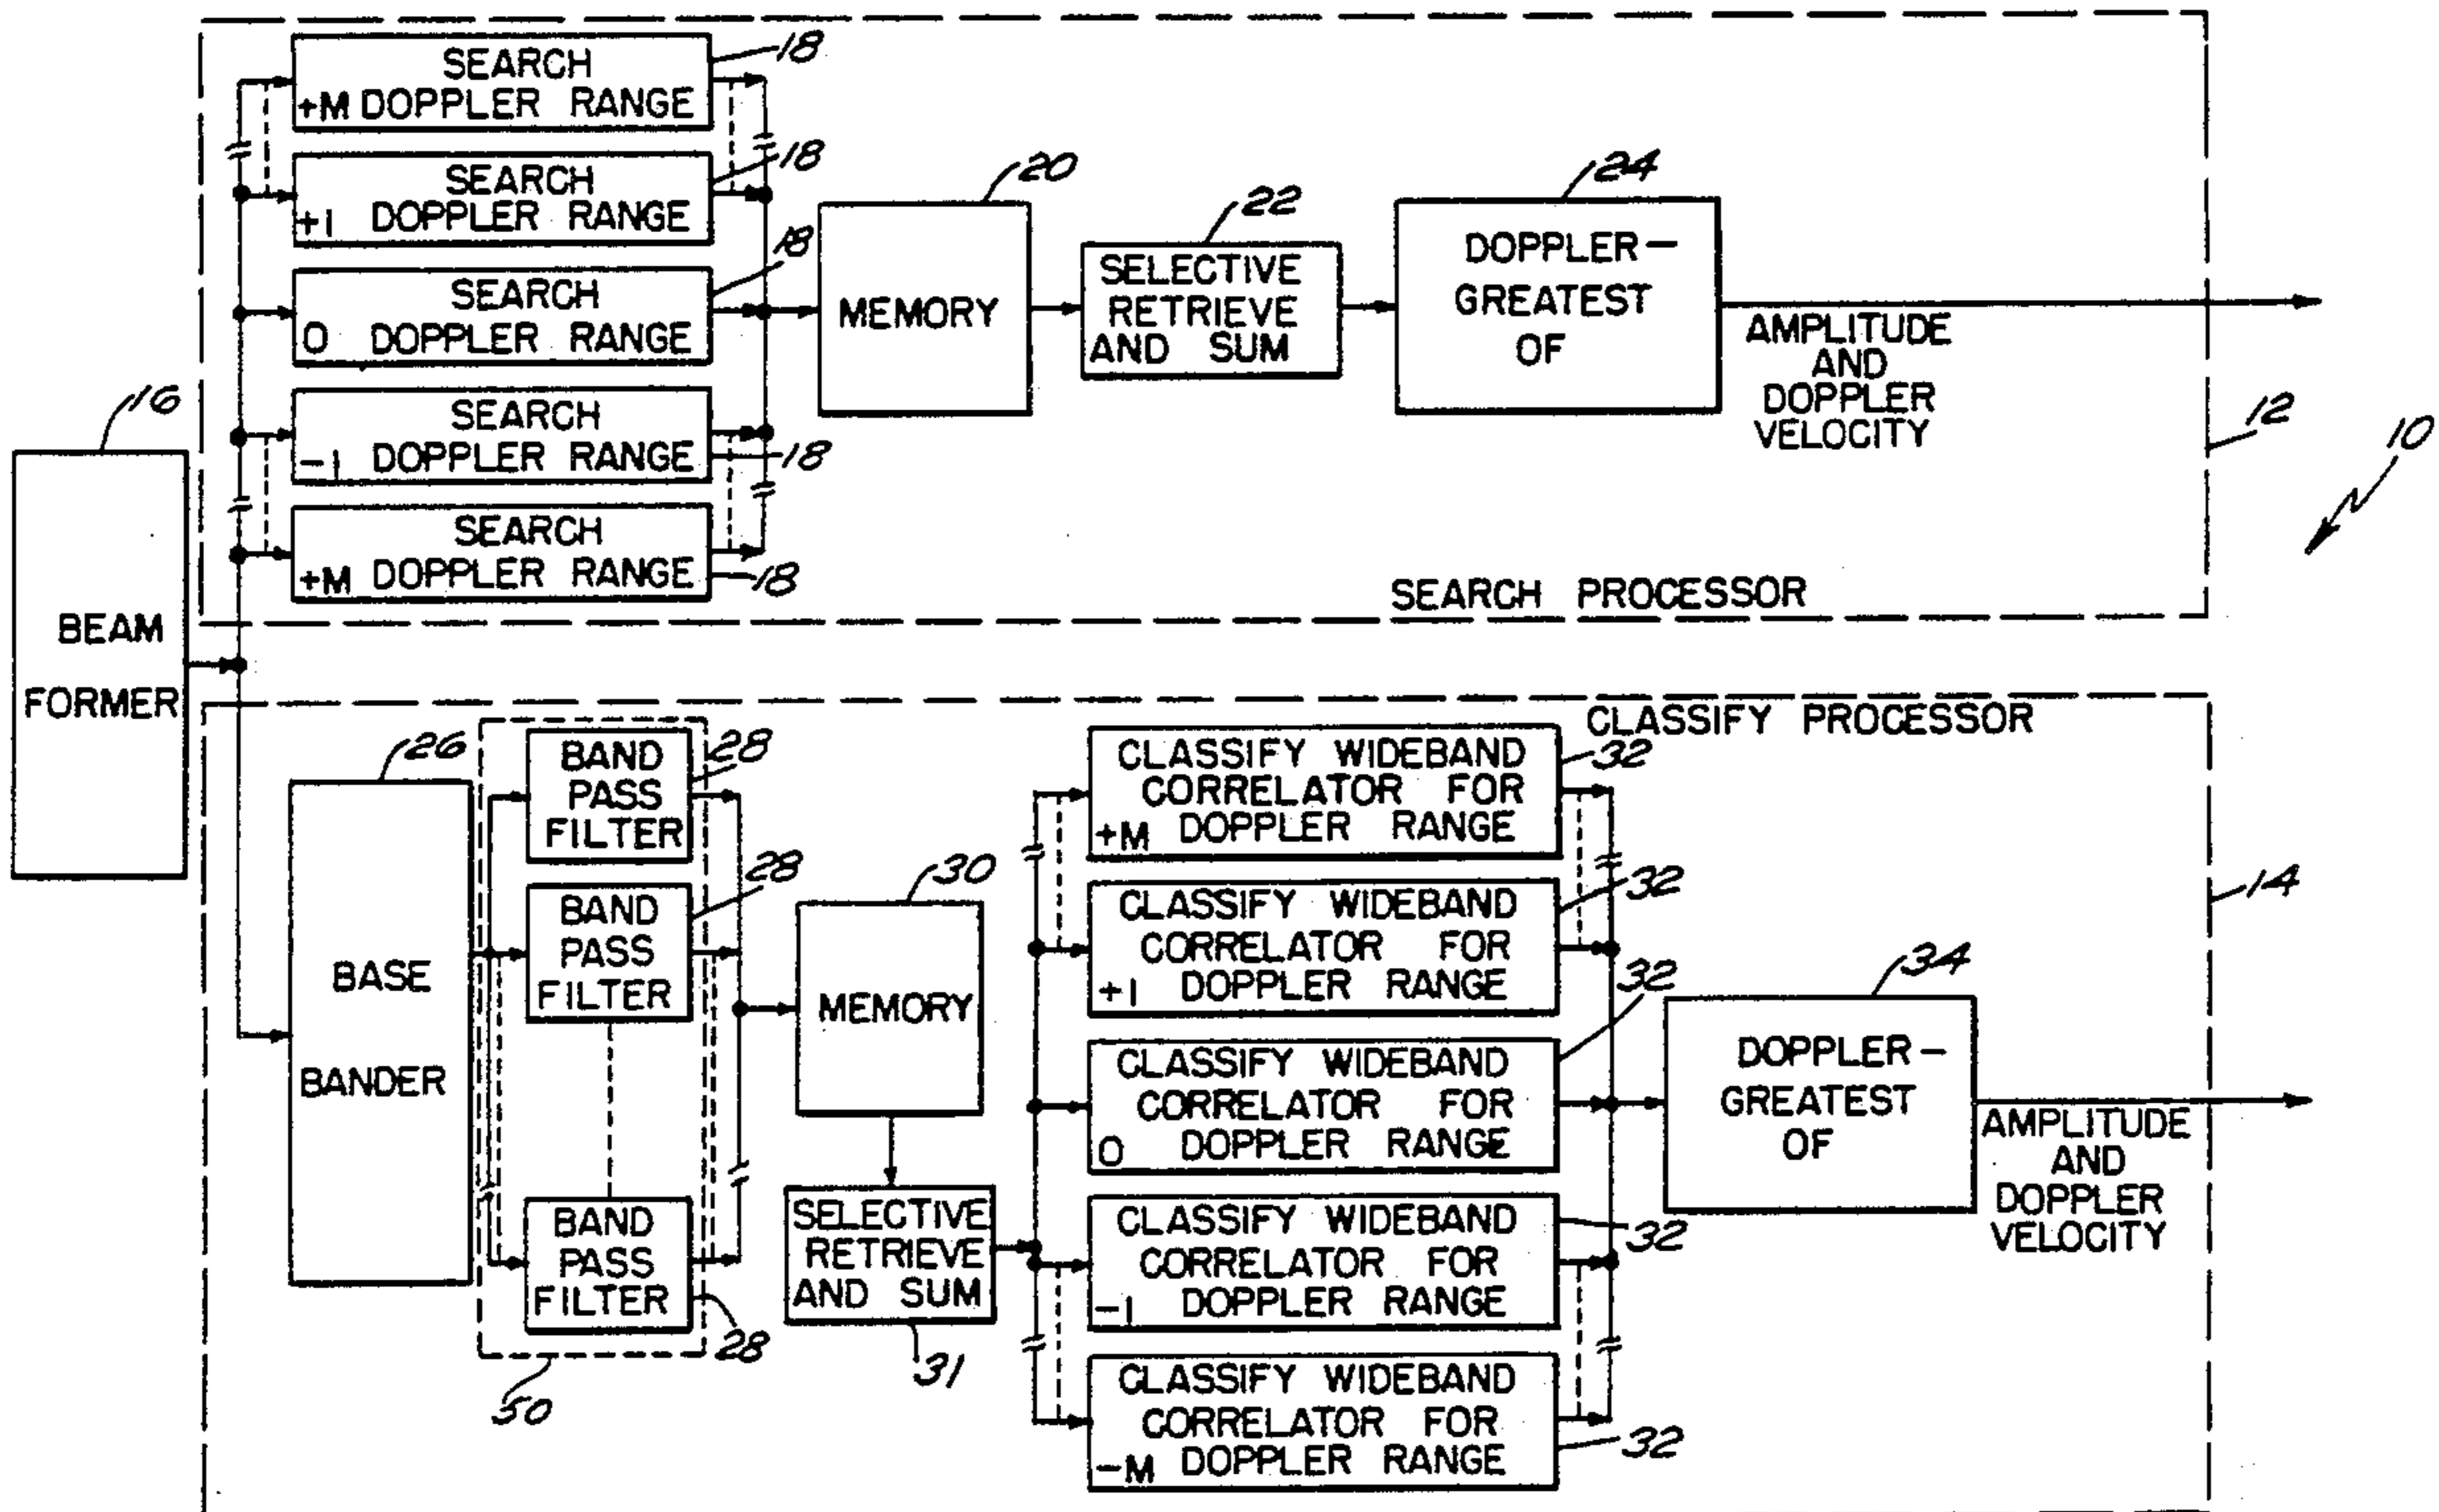 SEARCH
+M DOPPLER RANGE
18
SEARCH
+1 DOPPLER RANGE
18
SEARCH
0 DOPPLER RANGE
18
SEARCH
-1 DOPPLER RANGE
18
SEARCH
+M DOPPLER RANGE
18
20
MEMORY
22
SELECTIVE
RETRIEVE
AND SUM
24
DOPPLER-
GREATEST
OF
AMPLITUDE
AND
DOPPLER
VELOCITY
12
10
SEARCH PROCESSOR
16
BEAM
FORMER
CLASSIFY PROCESSOR
14
26
BASE
BANDER
BAND
PASS
FILTER
28
BAND
PASS
FILTER
28
BAND
PASS
FILTER
28
50
30
MEMORY
SELECTIVE
RETRIEVE
AND SUM
31
CLASSIFY WIDEBAND
CORRELATOR FOR
+M DOPPLER RANGE
32
CLASSIFY WIDEBAND
CORRELATOR FOR
+1 DOPPLER RANGE
32
CLASSIFY WIDEBAND
CORRELATOR FOR
0 DOPPLER RANGE
32
CLASSIFY WIDEBAND
CORRELATOR FOR
-1 DOPPLER RANGE
32
CLASSIFY WIDEBAND
CORRELATOR FOR
-M DOPPLER RANGE
32
34
DOPPLER-
GREATEST
OF
AMPLITUDE
AND
DOPPLER
VELOCITY